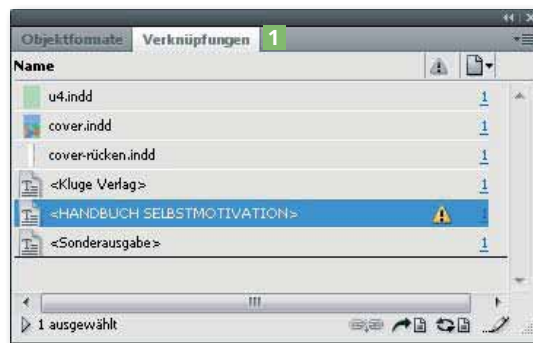 Objektformate Verknüpfungen 1
Name
u4.indd 1
cover.indd 1
cover-rücken.indd 1
<Kluge Verlag> 1
<HANDBUCH SELBSTMOTIVATION> 1
<Sonderausgabe> 1
1 ausgewählt